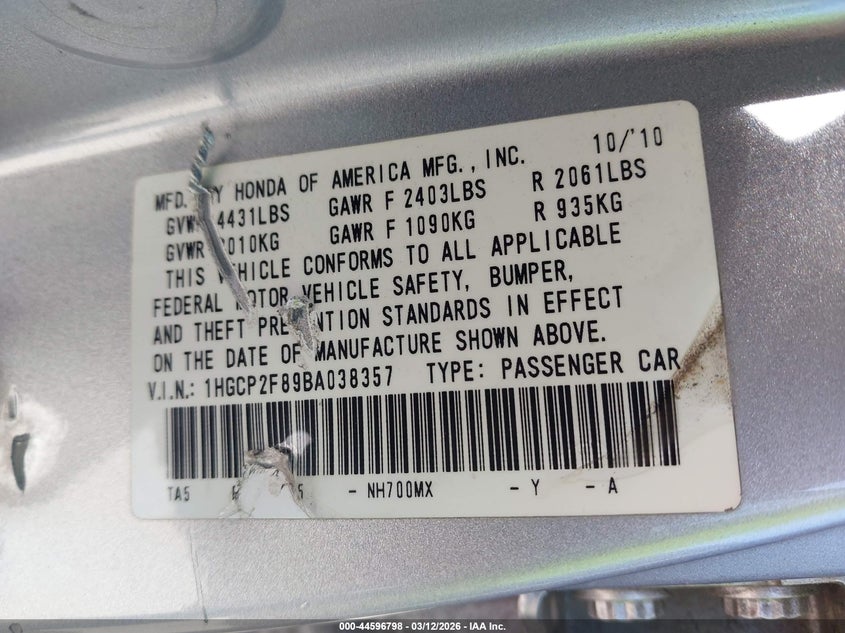 10/'10
MFD. Y HONDA OF AMERICA MFG., INC.
GVWR 4431LBS GAWR F 2403LBS R 2061LBS
GVWR 010KG GAWR F 1090KG R 935KG
THIS VEHICLE CONFORMS TO ALL APPLICABLE
FEDERAL MOTOR VEHICLE SAFETY, BUMPER,
AND THEFT PREVENTION STANDARDS IN EFFECT
ON THE DATE OF MANUFACTURE SHOWN ABOVE.
V.I.N.: 1HGCP2F89BA038357 TYPE: PASSENGER CAR
TA5 - NH700MX - Y - A
000-44596798 - 03/12/2026 - IAA Inc.